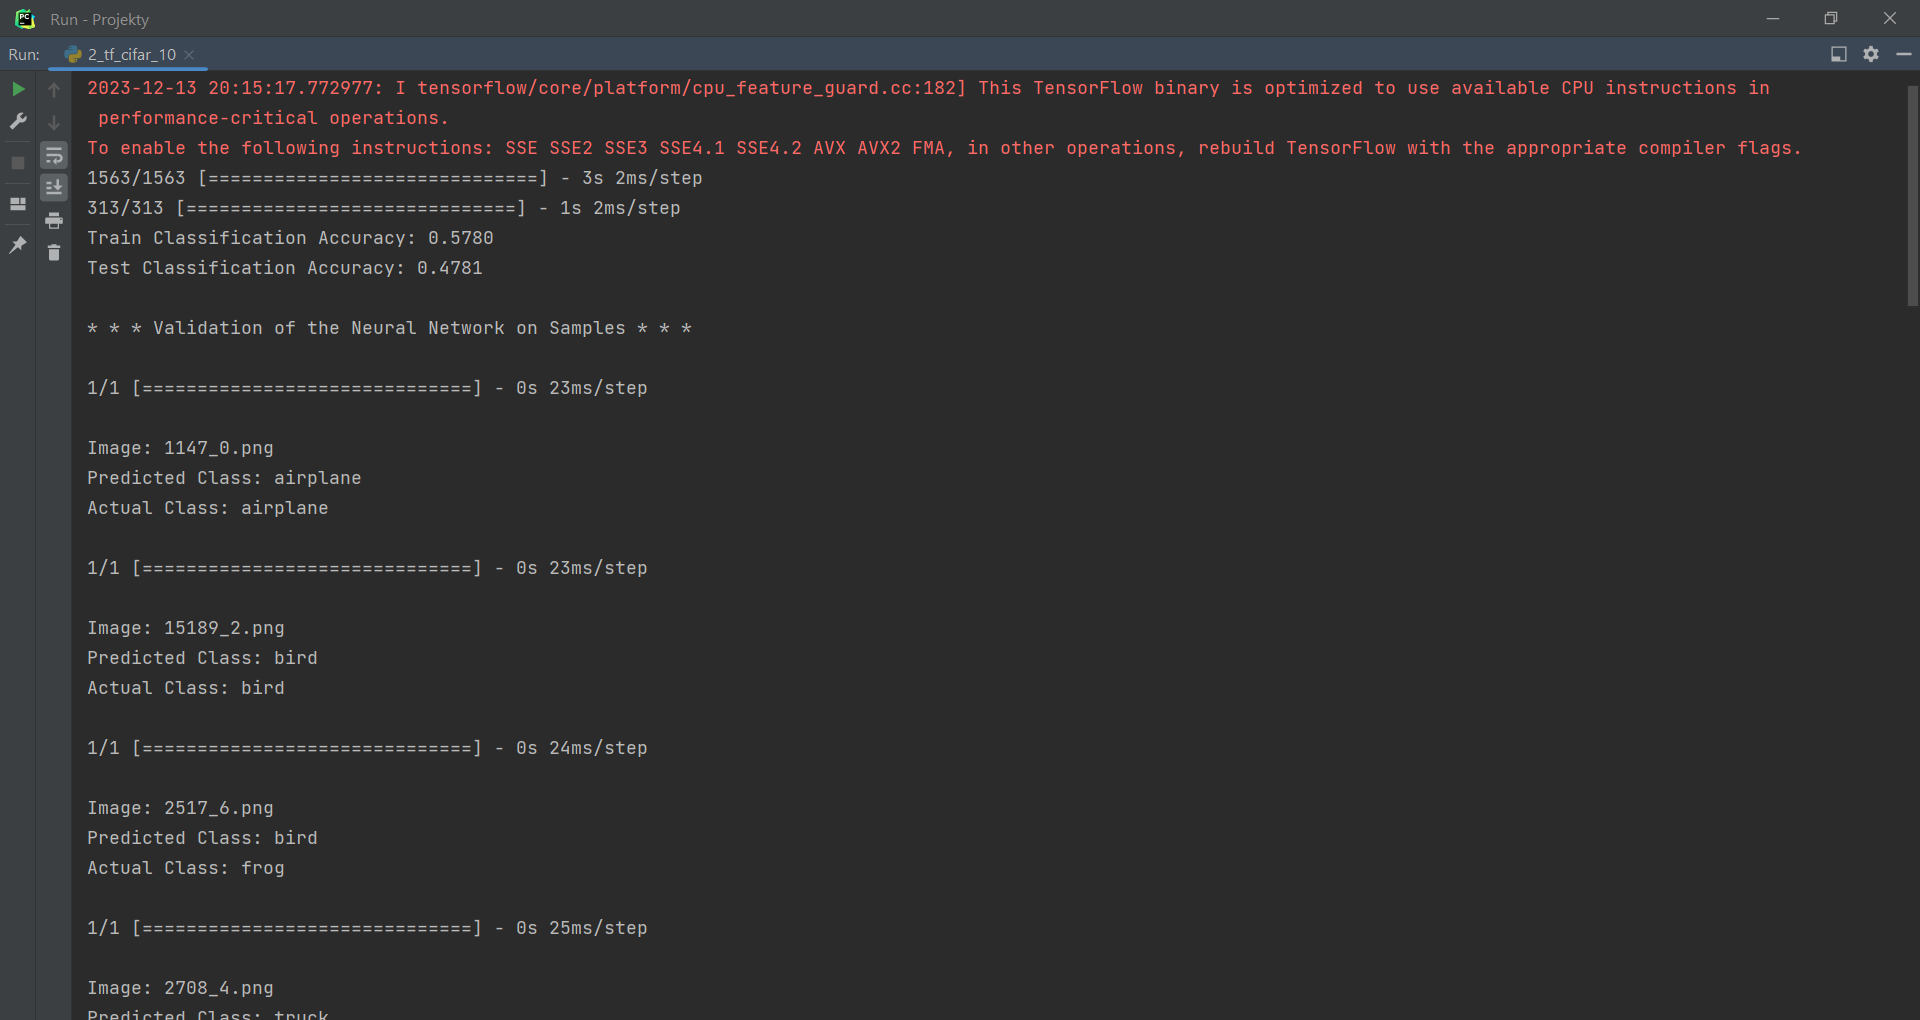 PC
Run - Projekty
Run:
2_tf_cifar_10
2023-12-13 20:15:17.772977: I tensorflow/core/platform/cpu_feature_guard.cc:182] This TensorFlow binary is optimized to use available CPU instructions in
performance-critical operations.
To enable the following instructions: SSE SSE2 SSE3 SSE4.1 SSE4.2 AVX AVX2 FMA, in other operations, rebuild TensorFlow with the appropriate compiler flags.
1563/1563 [==============================] - 3s 2ms/step
313/313 [==============================] - 1s 2ms/step
Train Classification Accuracy: 0.5780
Test Classification Accuracy: 0.4781
* * * Validation of the Neural Network on Samples * * *
1/1 [==============================] - 0s 23ms/step
Image: 1147_0.png
Predicted Class: airplane
Actual Class: airplane
1/1 [==============================] - 0s 23ms/step
Image: 15189_2.png
Predicted Class: bird
Actual Class: bird
1/1 [==============================] - 0s 24ms/step
Image: 2517_6.png
Predicted Class: bird
Actual Class: frog
1/1 [==============================] - 0s 25ms/step
Image: 2708_4.png
Predicted Class: truck